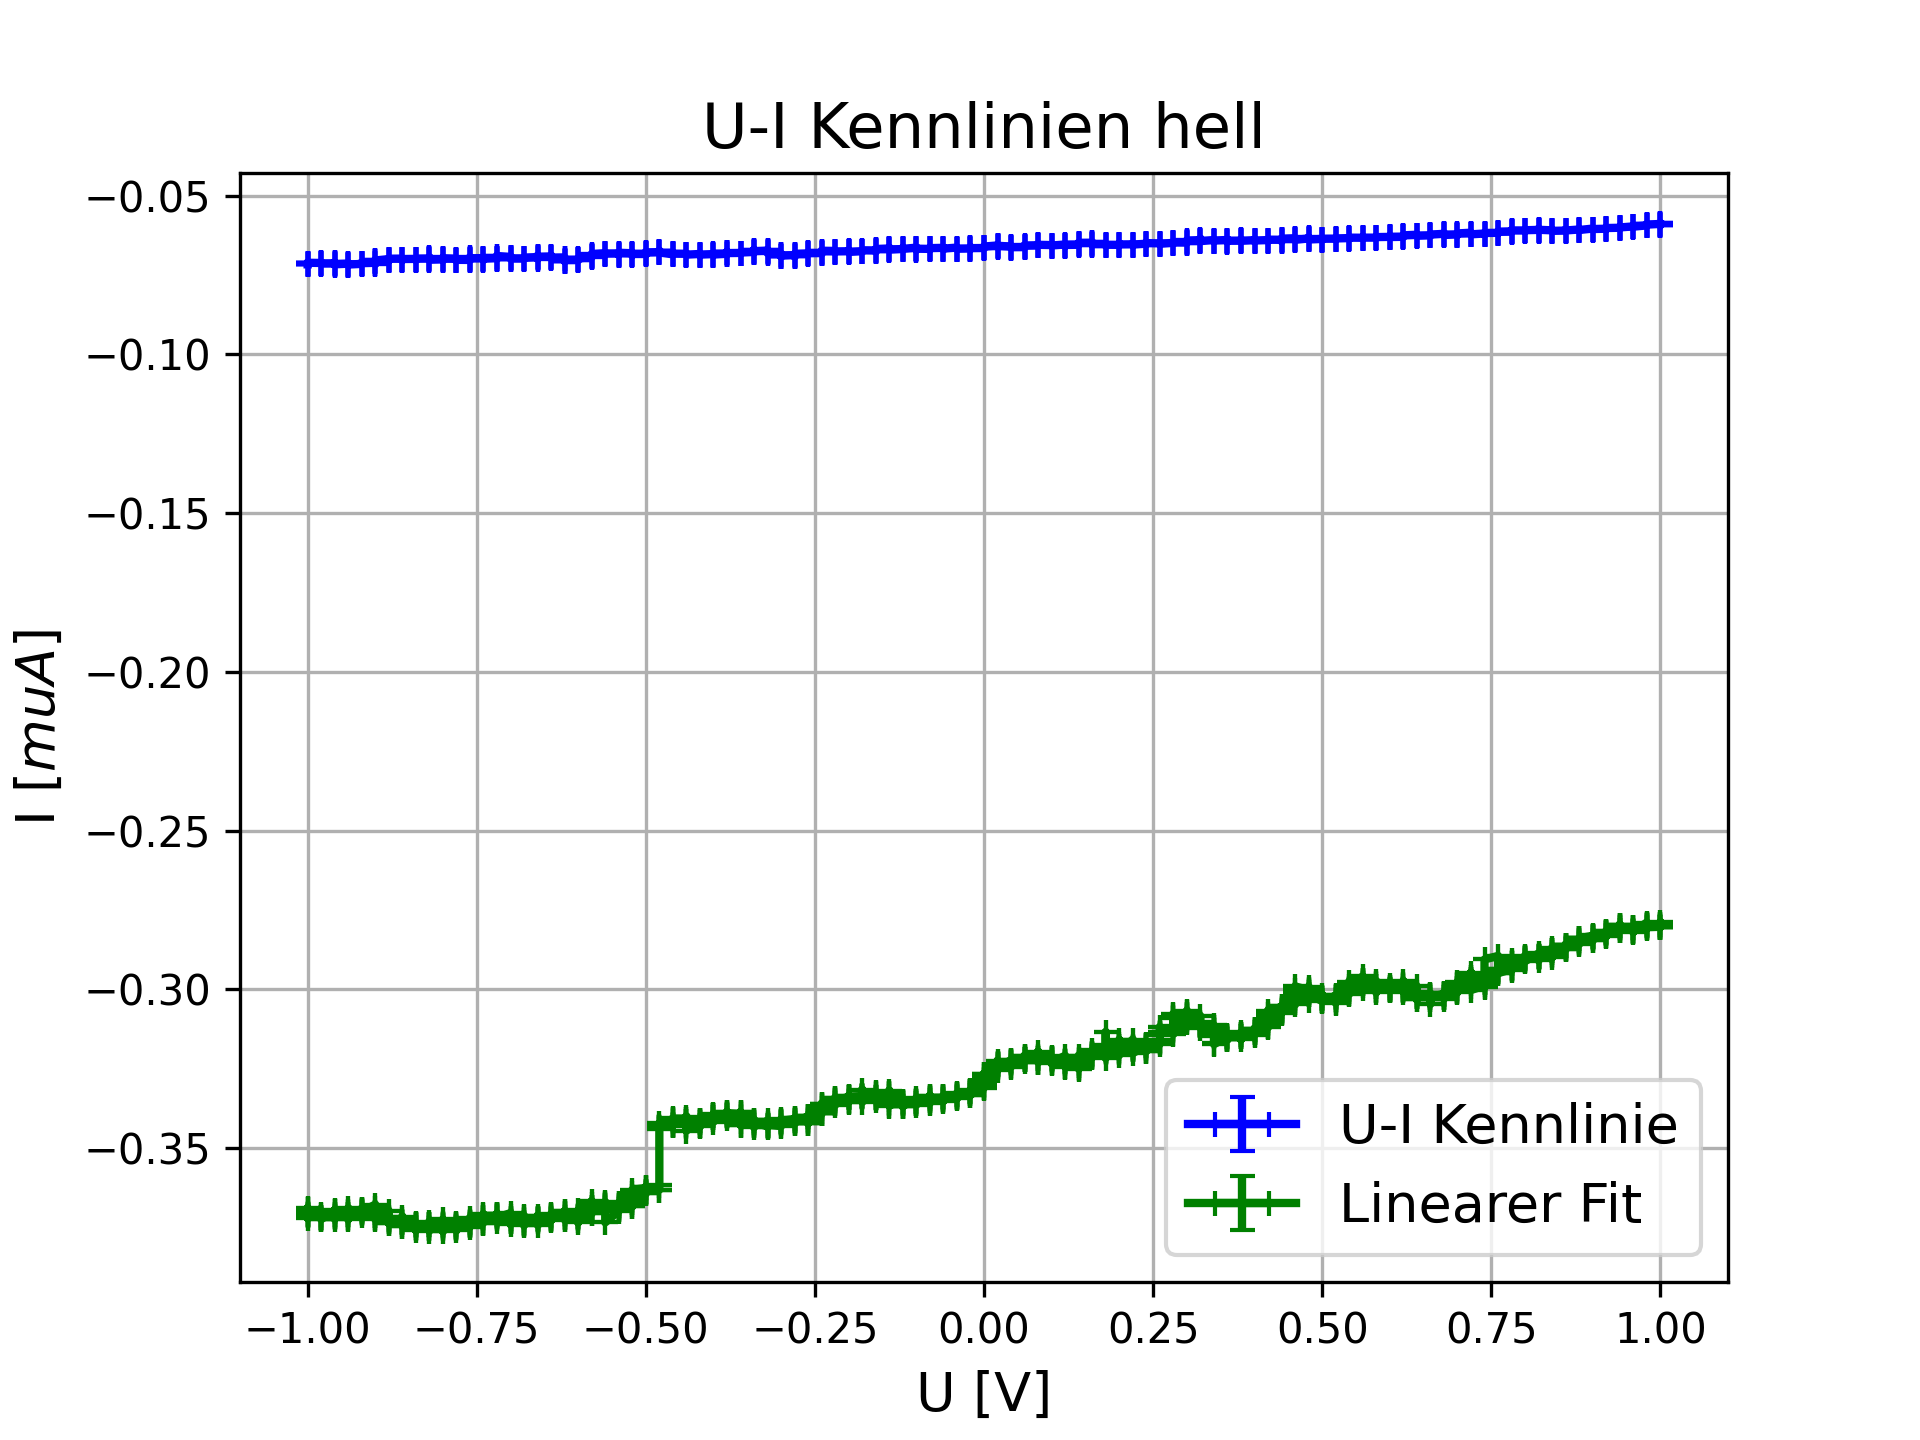 U-I Kennlinien hell
−0.05
−0.10
−0.15
−0.20
−0.25
−0.30
−0.35
I [muA]
U-I Kennlinie
Linearer Fit
−1.00 −0.75 −0.50 −0.25 0.00 0.25 0.50 0.75 1.00
U [V]